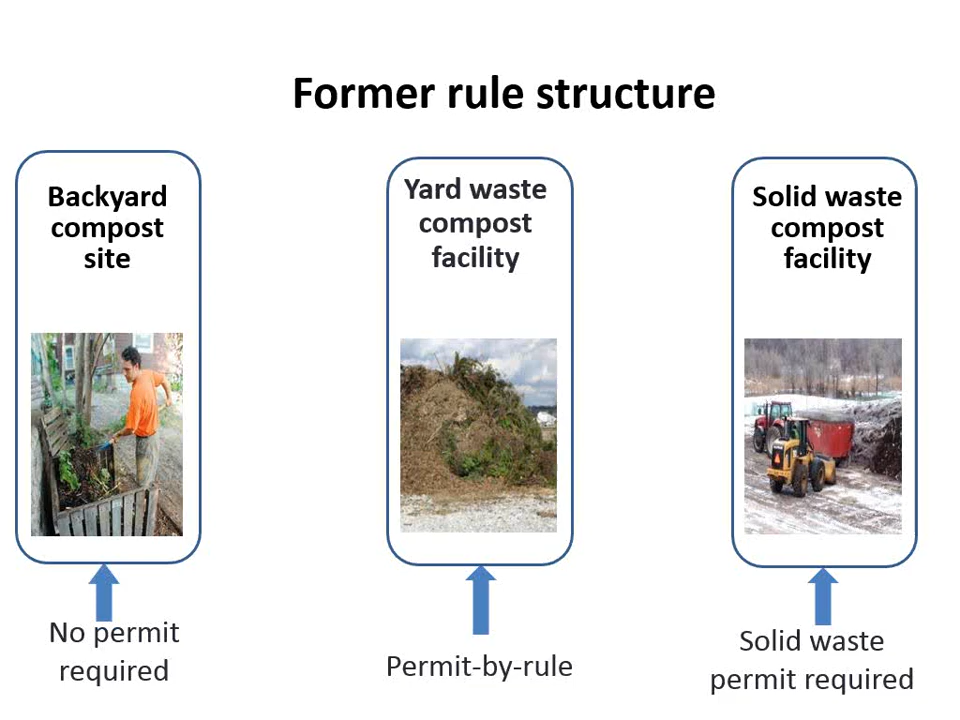 Former rule structure
Backyard
compost
site
Yard waste
compost
facility
Solid waste
compost
facility
No permit
required
Permit-by-rule
Solid waste
permit required